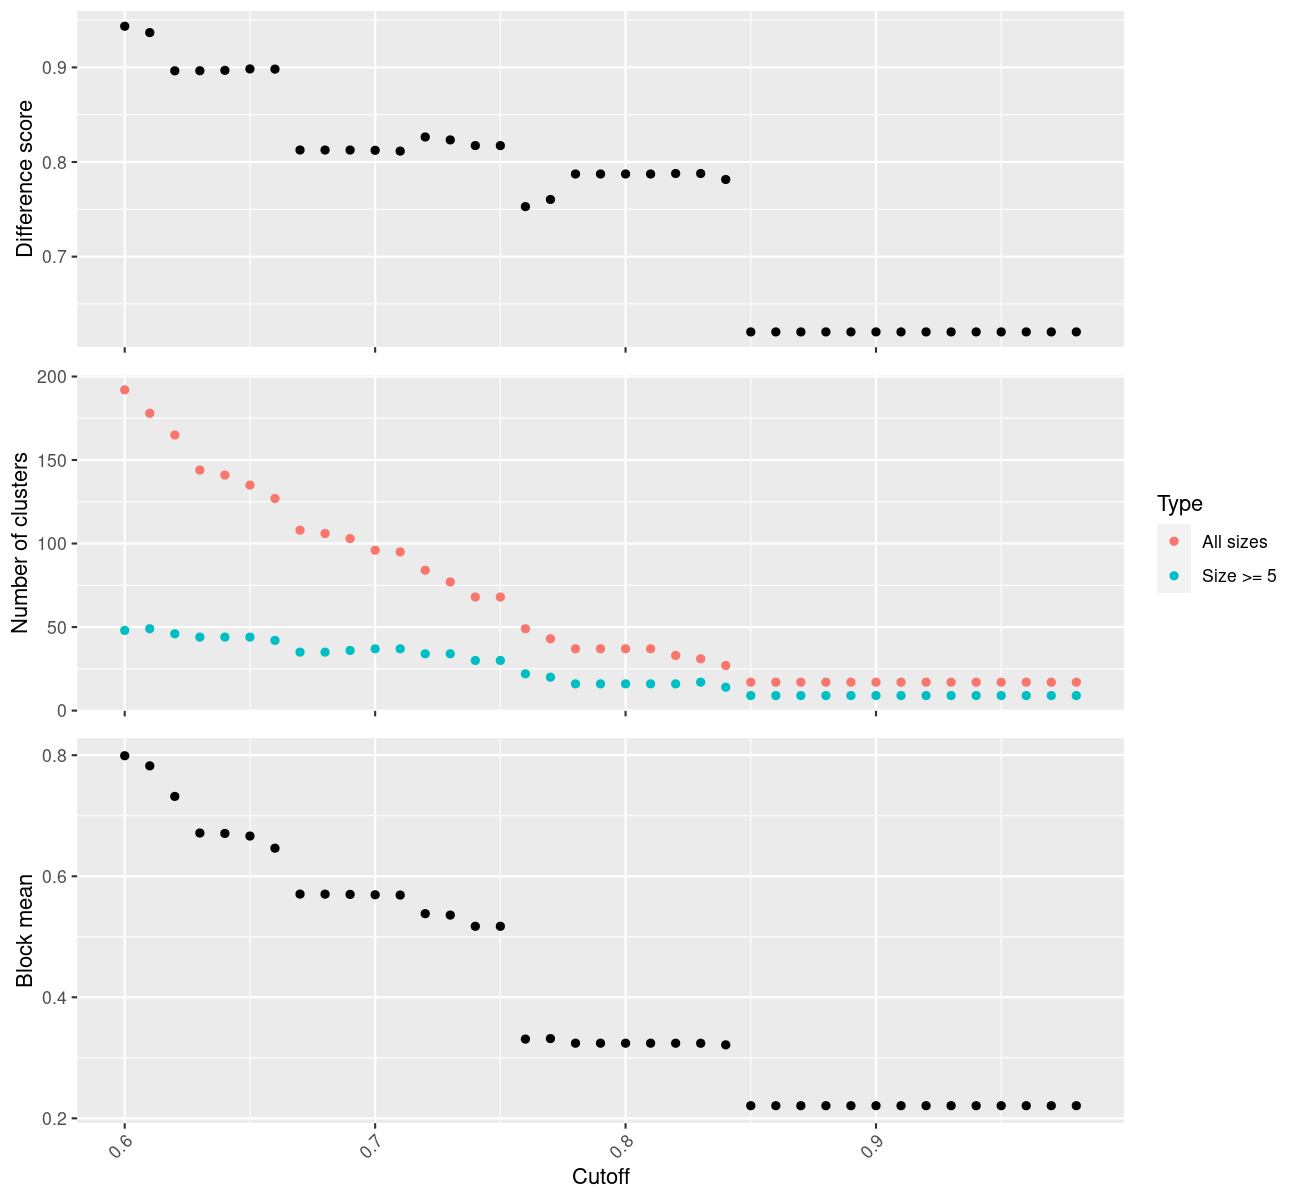 Difference score
0.9
0.8
0.7
Number of clusters
200
150
100
50
0
Type
All sizes
Size >= 5
Block mean
0.8
0.6
0.4
0.2
0.6
0.7
0.8
0.9
Cutoff